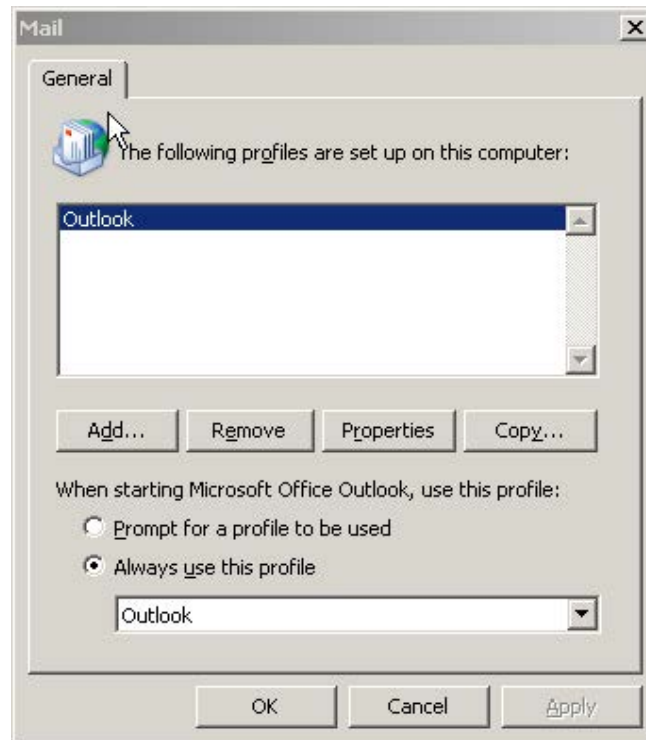 Mail
General
The following profiles are set up on this computer:
Outlook
Add...
Remove
Properties
Copy...
When starting Microsoft Office Outlook, use this profile:
Prompt for a profile to be used
Always use this profile
Outlook
OK
Cancel
Apply